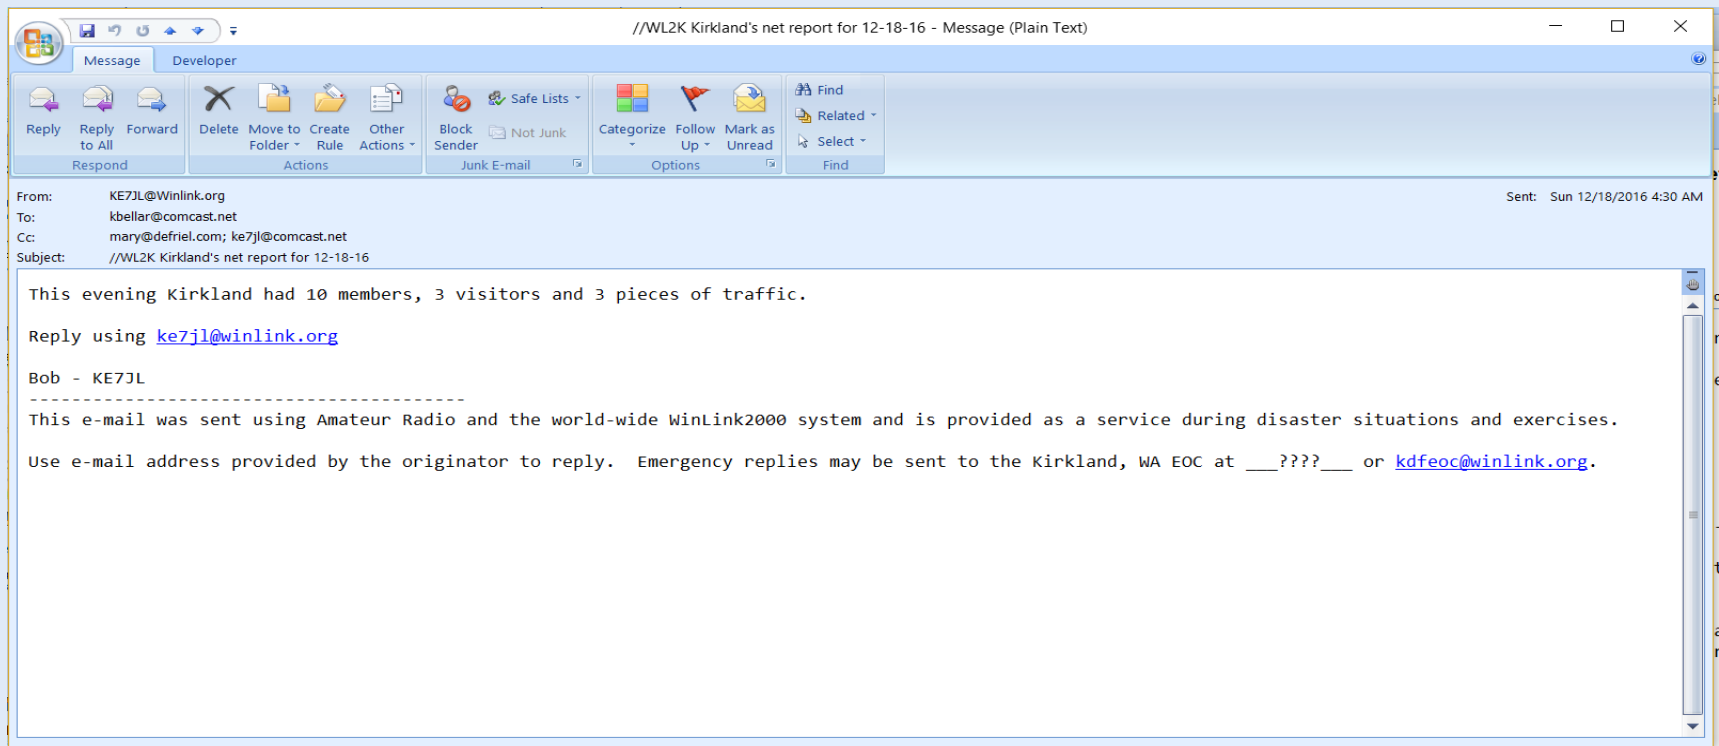 //WL2K Kirkland's net report for 12-18-16 - Message (Plain Text)
Message Developer
Reply
Reply to All
Forward
Delete
Move to Folder
Create Rule
Other Actions
Block Sender
Safe Lists
Not Junk
Categorize
Follow Up
Mark as Unread
Find
Related
Select
Respond
Actions
Junk E-mail
Options
Find
From: KE7JL@Winlink.org
Sent: Sun 12/18/2016 4:30 AM
To: kbellar@comcast.net
Cc: mary@defriel.com; ke7jl@comcast.net
Subject: //WL2K Kirkland's net report for 12-18-16
This evening Kirkland had 10 members, 3 visitors and 3 pieces of traffic.
Reply using ke7jl@winlink.org
Bob - KE7JL
-----------------------------------------
This e-mail was sent using Amateur Radio and the world-wide WinLink2000 system and is provided as a service during disaster situations and exercises.
Use e-mail address provided by the originator to reply.  Emergency replies may be sent to the Kirkland, WA EOC at ___????___ or kdfeoc@winlink.org.